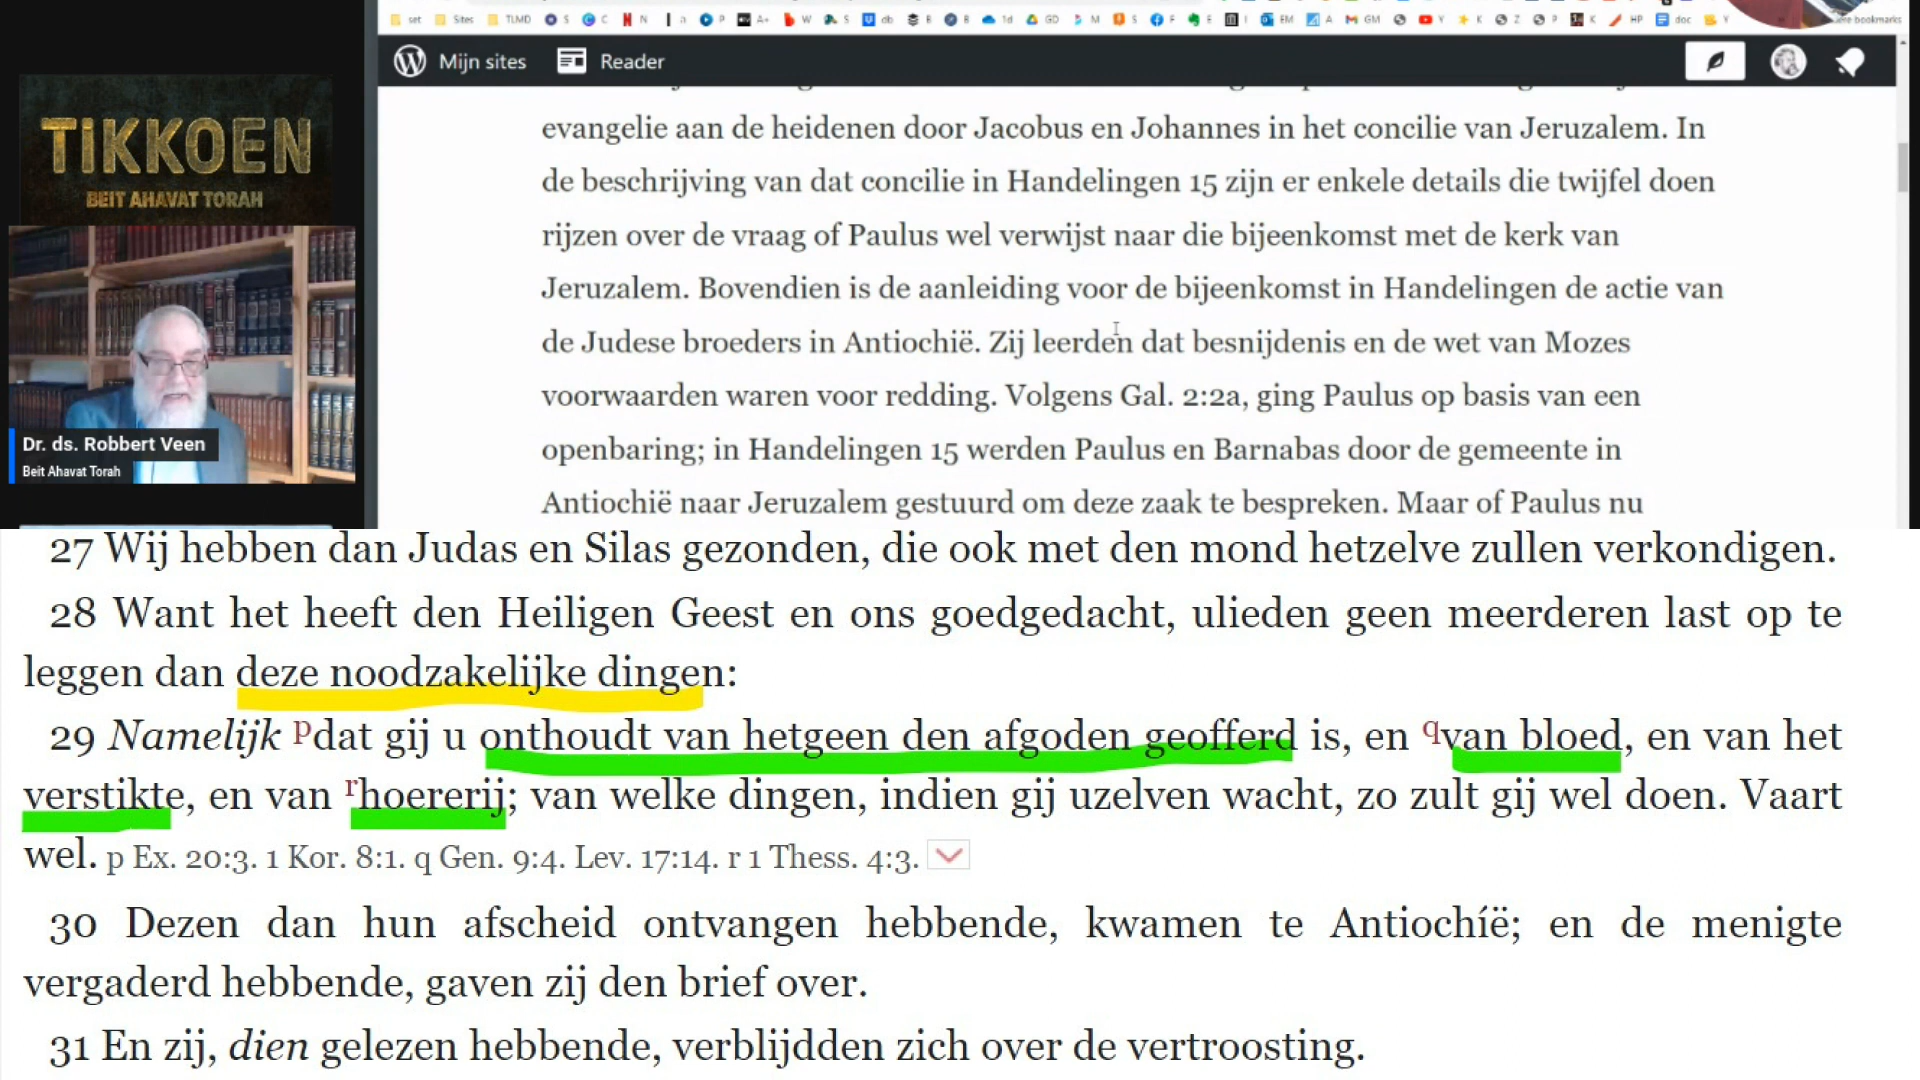 set Sites TLMD S C N a P A+ W S db B B 1d GD M S F E I EM A GM Y K Z P K HP doc Y bookmarks
Mijn sites Reader
TIKKOEN
BEIT AHAVAT TORAH
Dr. ds. Robbert Veen
Beit Ahavat Torah
evangelie aan de heidenen door Jacobus en Johannes in het concilie van Jeruzalem. In
de beschrijving van dat concilie in Handelingen 15 zijn er enkele details die twijfel doen
rijzen over de vraag of Paulus wel verwijst naar die bijeenkomst met de kerk van
Jeruzalem. Bovendien is de aanleiding voor de bijeenkomst in Handelingen de actie van
de Judese broeders in Antiochië. Zij leerden dat besnijdenis en de wet van Mozes
voorwaarden waren voor redding. Volgens Gal. 2:2a, ging Paulus op basis van een
openbaring; in Handelingen 15 werden Paulus en Barnabas door de gemeente in
Antiochië naar Jeruzalem gestuurd om deze zaak te bespreken. Maar of Paulus nu
27 Wij hebben dan Judas en Silas gezonden, die ook met den mond hetzelve zullen verkondigen.
28 Want het heeft den Heiligen Geest en ons goedgedacht, ulieden geen meerderen last op te
leggen dan deze noodzakelijke dingen:
29 Namelijk pdat gij u onthoudt van hetgeen den afgoden geofferd is, en qvan bloed, en van het
verstikte, en van rhoererij; van welke dingen, indien gij uzelven wacht, zo zult gij wel doen. Vaart
wel. p Ex. 20:3. 1 Kor. 8:1. q Gen. 9:4. Lev. 17:14. r 1 Thess. 4:3.
30 Dezen dan hun afscheid ontvangen hebbende, kwamen te Antiochíë; en de menigte
vergaderd hebbende, gaven zij den brief over.
31 En zij, dien gelezen hebbende, verblijdden zich over de vertroosting.